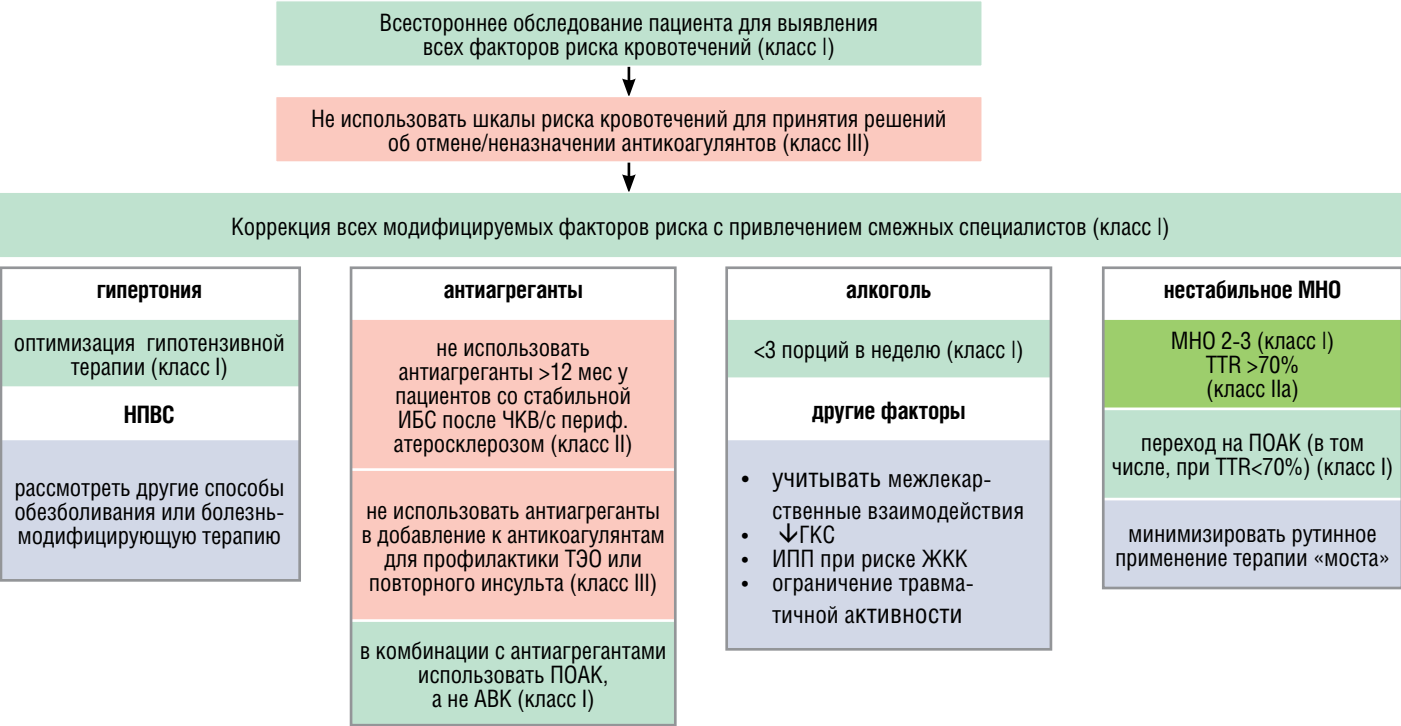 Всестороннее обследование пациента для выявления
всех факторов риска кровотечений (класс I)
Не использовать шкалы риска кровотечений для принятия решений
об отмене/неназначении антикоагулянтов (класс III)
Коррекция всех модифицируемых факторов риска с привлечением смежных специалистов (класс I)
гипертония
оптимизация гипотензивной
терапии (класс I)
НПВС
рассмотреть другие способы
обезболивания или болезнь-
модифицирующую терапию
антиагреганты
не использовать
антиагреганты >12 мес у
пациентов со стабильной
ИБС после ЧКВ/с периф.
атеросклерозом (класс II)
не использовать антиагреганты
в добавление к антикоагулянтам
для профилактики ТЭО или
повторного инсульта (класс III)
в комбинации с антиагрегантами
использовать ПОАК,
а не АВК (класс I)
алкоголь
<3 порций в неделю (класс I)
другие факторы
• учитывать межлекар-
ственные взаимодействия
• ↓ГКС
• ИПП при риске ЖКК
• ограничение травма-
тичной активности
нестабильное МНО
МНО 2-3 (класс I)
TTR >70%
(класс IIa)
переход на ПОАК (в том
числе, при TTR<70%) (класс I)
минимизировать рутинное
применение терапии «моста»